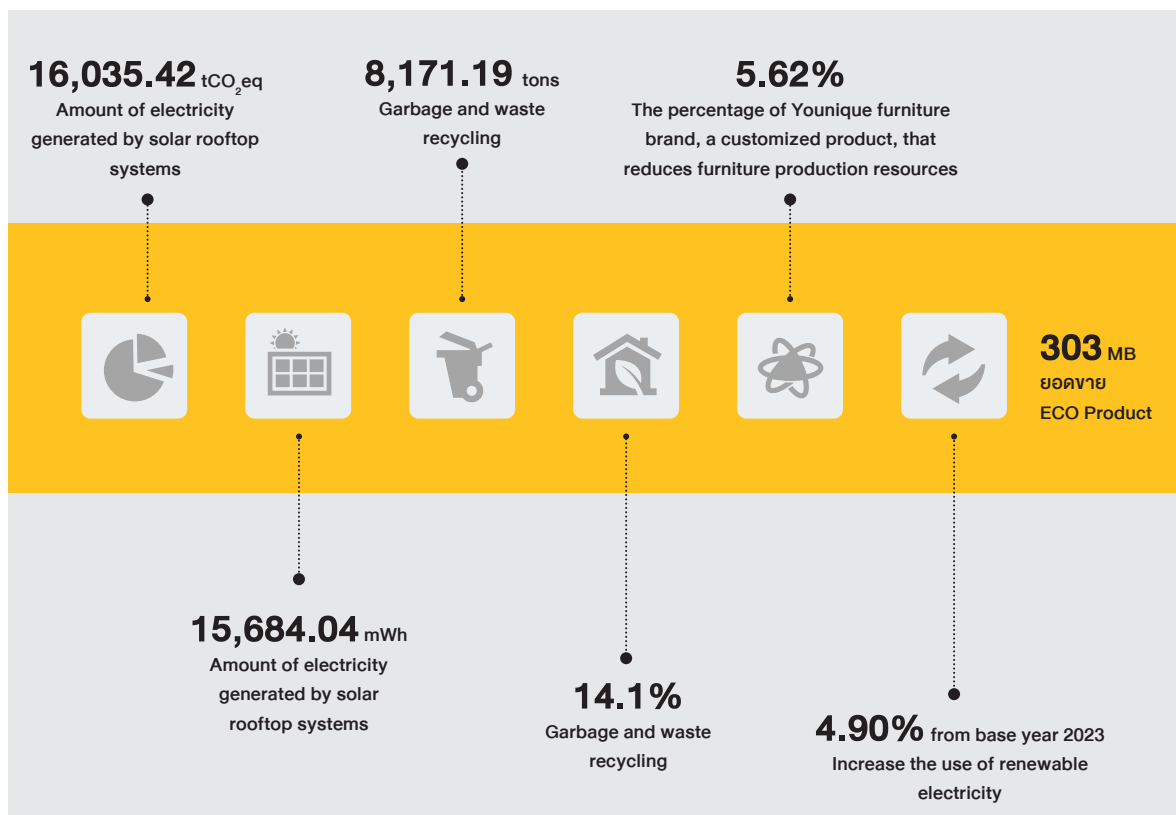 16,035.42 tCO₂eq
Amount of electricity
generated by solar rooftop
systems
8,171.19 tons
Garbage and waste
recycling
5.62%
The percentage of Younique furniture
brand, a customized product, that
reduces furniture production resources
303 MB
ยอดขาย
ECO Product
15,684.04 mWh
Amount of electricity
generated by solar
rooftop systems
14.1%
Garbage and waste
recycling
4.90% from base year 2023
Increase the use of renewable
electricity